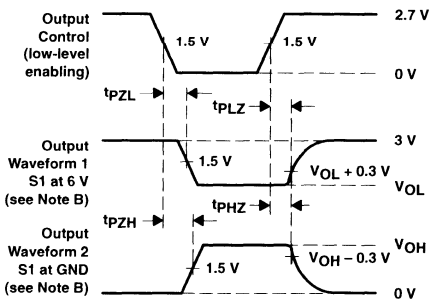 Output
Control
(low-level
enabling)
1.5 V
1.5 V
2.7 V
0 V
tPZL
tPLZ
Output
Waveform 1
S1 at 6 V
(see Note B)
1.5 V
3 V
VOL + 0.3 V
VOL
tPZH
tPHZ
Output
Waveform 2
S1 at GND
(see Note B)
1.5 V
VOH
VOH − 0.3 V
0 V